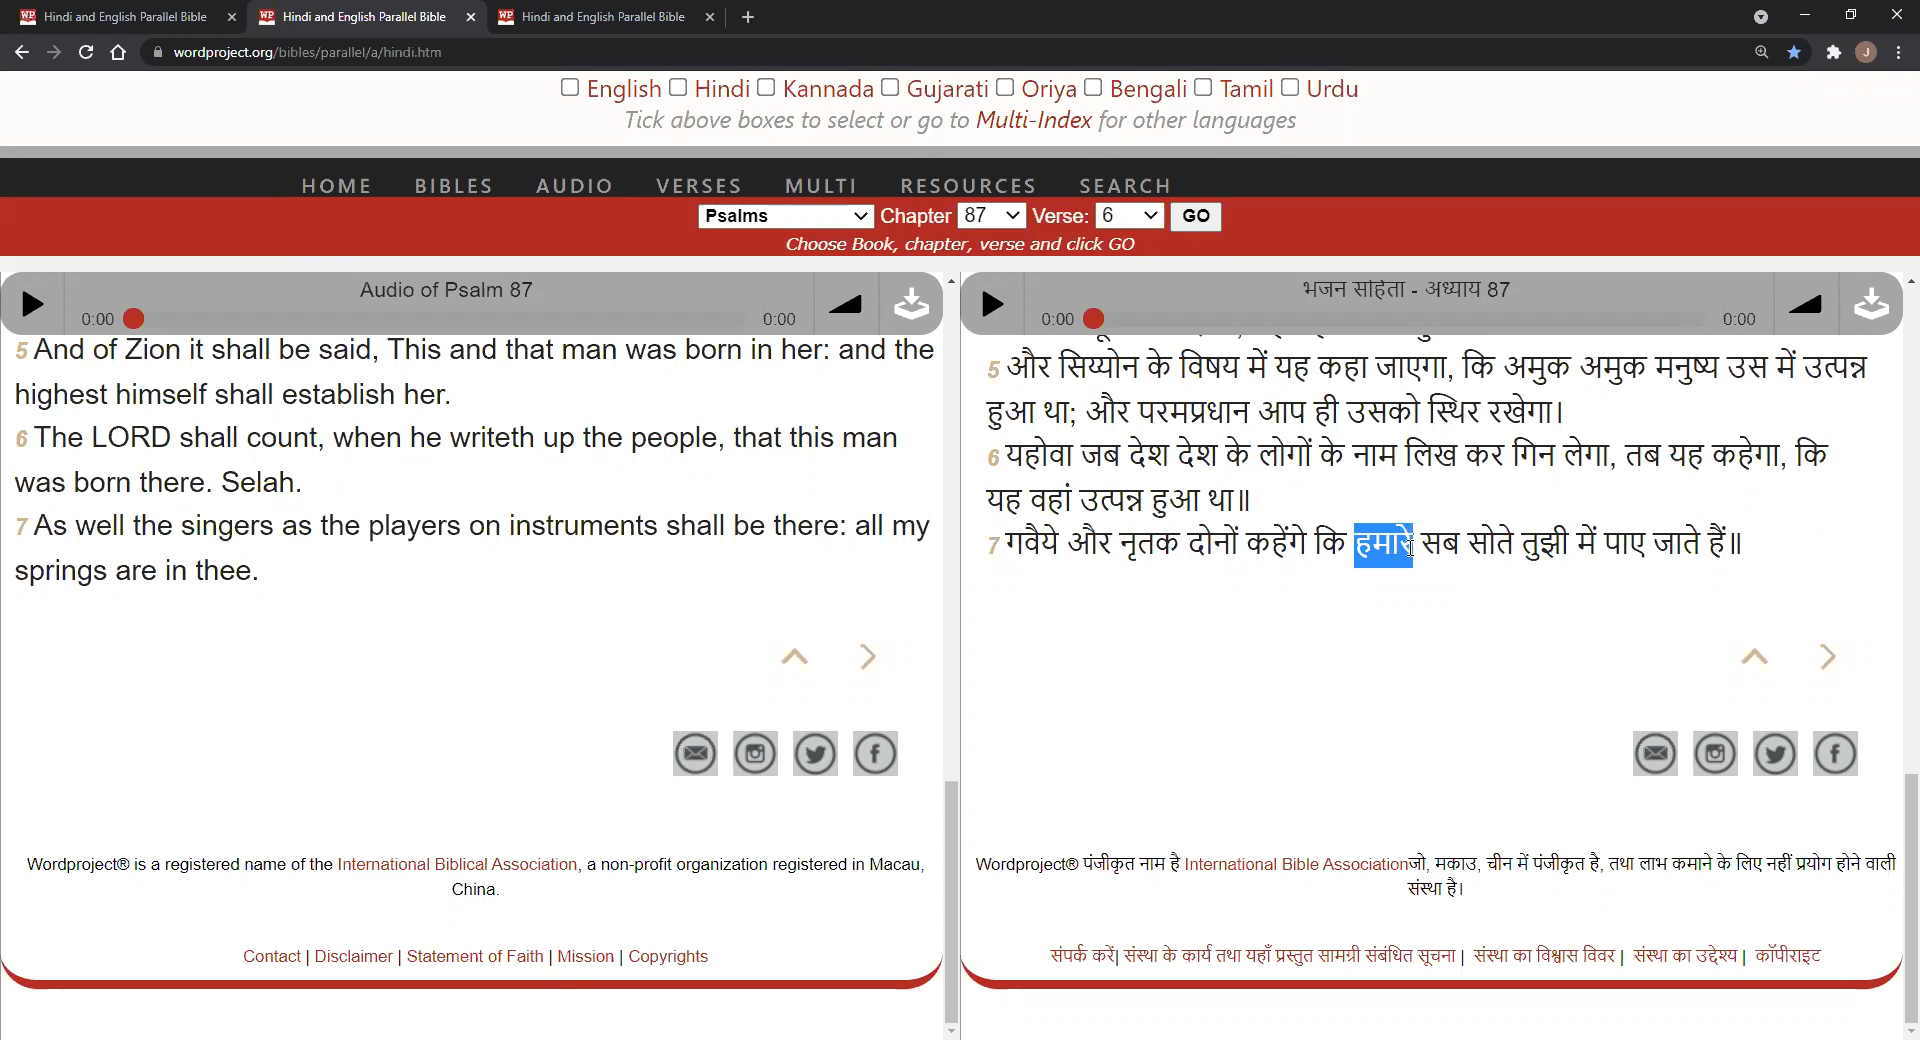 Hindi and English Parallel Bible
Hindi and English Parallel Bible
Hindi and English Parallel Bible
wordproject.org/bibles/parallel/a/hindi.htm
J
English Hindi Kannada Gujarati Oriya Bengali Tamil Urdu
Tick above boxes to select or go to Multi-Index for other languages
HOME BIBLES AUDIO VERSES MULTI RESOURCES SEARCH
Psalms Chapter 87 Verse: 6 GO
Choose Book, chapter, verse and click GO
Audio of Psalm 87
0:00 0:00
5 And of Zion it shall be said, This and that man was born in her: and the
highest himself shall establish her.
6 The LORD shall count, when he writeth up the people, that this man
was born there. Selah.
7 As well the singers as the players on instruments shall be there: all my
springs are in thee.
Wordproject® is a registered name of the International Biblical Association, a non-profit organization registered in Macau,
China.
Contact | Disclaimer | Statement of Faith | Mission | Copyrights
भजन संहिता - अध्याय 87
0:00 0:00
5 और सिय्योन के विषय में यह कहा जाएगा, कि अमुक अमुक मनुष्य उस में उत्पन्न
हुआ था; और परमप्रधान आप ही उसको स्थिर रखेगा।
6 यहोवा जब देश देश के लोगों के नाम लिख कर गिन लेगा, तब यह कहेगा, कि
यह वहां उत्पन्न हुआ था॥
7 गवैये और नृतक दोनों कहेंगे कि हमारे सब सोते तुझी में पाए जाते हैं॥
Wordproject® पंजीकृत नाम है International Bible Associationजो, मकाउ, चीन में पंजीकृत है, तथा लाभ कमाने के लिए नहीं प्रयोग होने वाली
संस्था है।
संपर्क करें| संस्था के कार्य तथा यहाँ प्रस्तुत सामग्री संबंधित सूचना | संस्था का विश्वास विवर | संस्था का उद्देश्य | कॉपीराइट